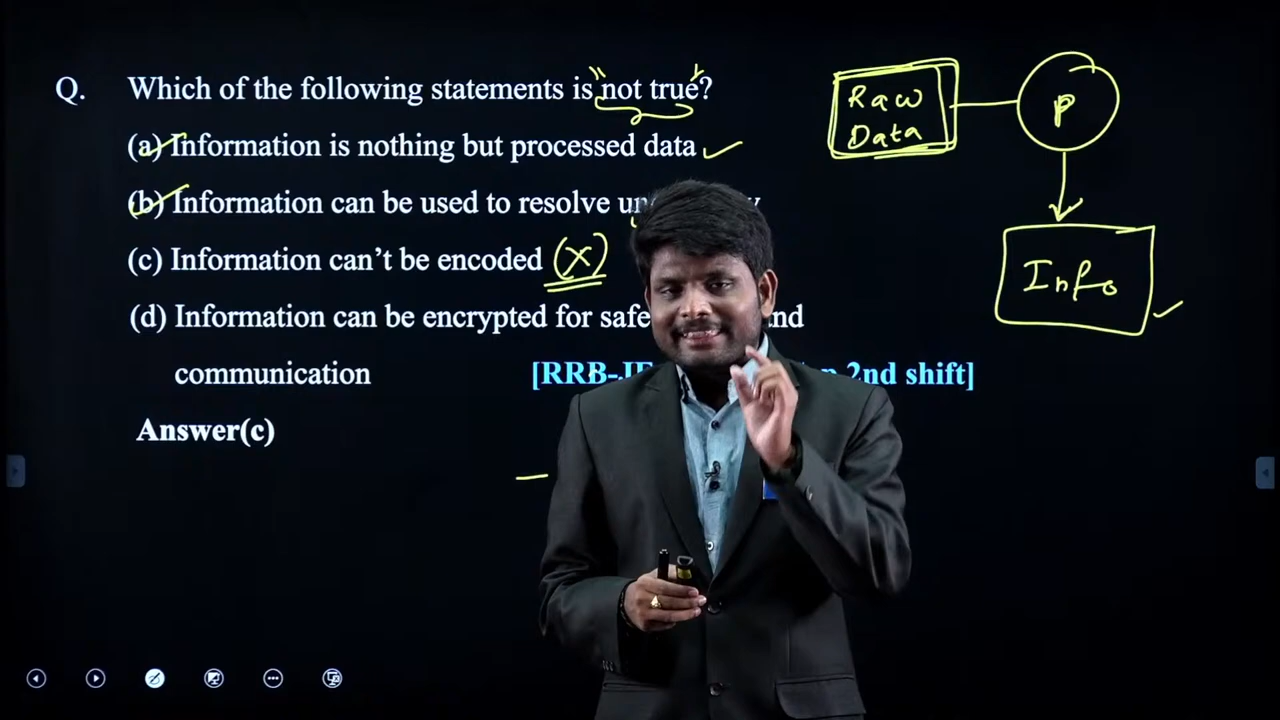 Q. Which of the following statements is "not true"?
(a) Information is nothing but processed data
(b) Information can be used to resolve
(c) Information can't be encoded (X)
(d) Information can be encrypted for safe
communication [RRB-JE 2nd shift]
Answer(c)
Raw
Data
P
Info